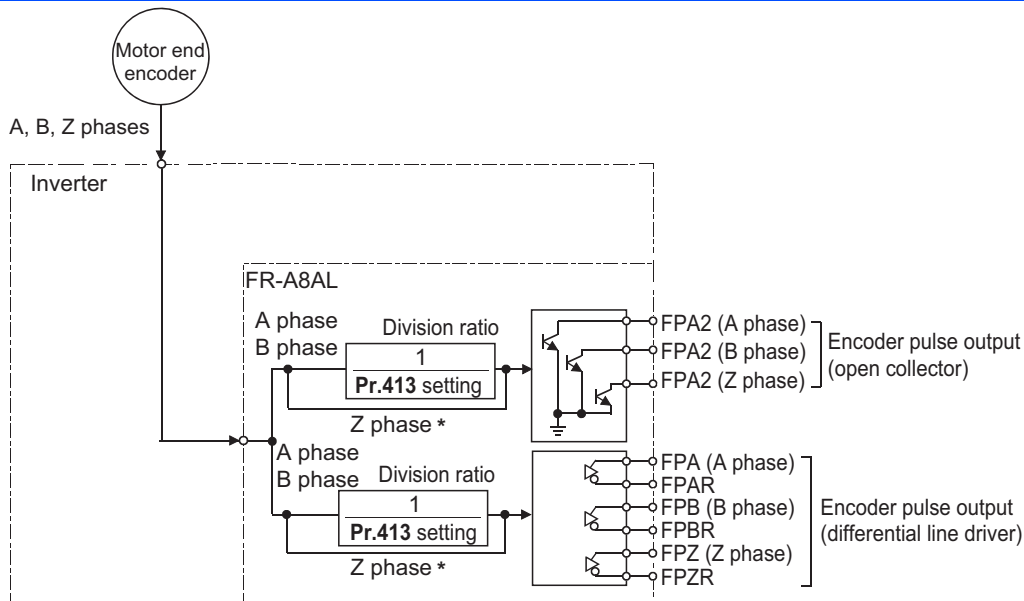 Motor end
encoder
A, B, Z phases
Inverter
FR-A8AL
A phase
B phase
Division ratio
1
Pr.413 setting
Z phase *
FPA2 (A phase)
FPA2 (B phase)
FPA2 (Z phase)
Encoder pulse output
(open collector)
A phase
B phase
Division ratio
1
Pr.413 setting
Z phase *
FPA (A phase)
FPAR
FPB (B phase)
FPBR
FPZ (Z phase)
FPZR
Encoder pulse output
(differential line driver)